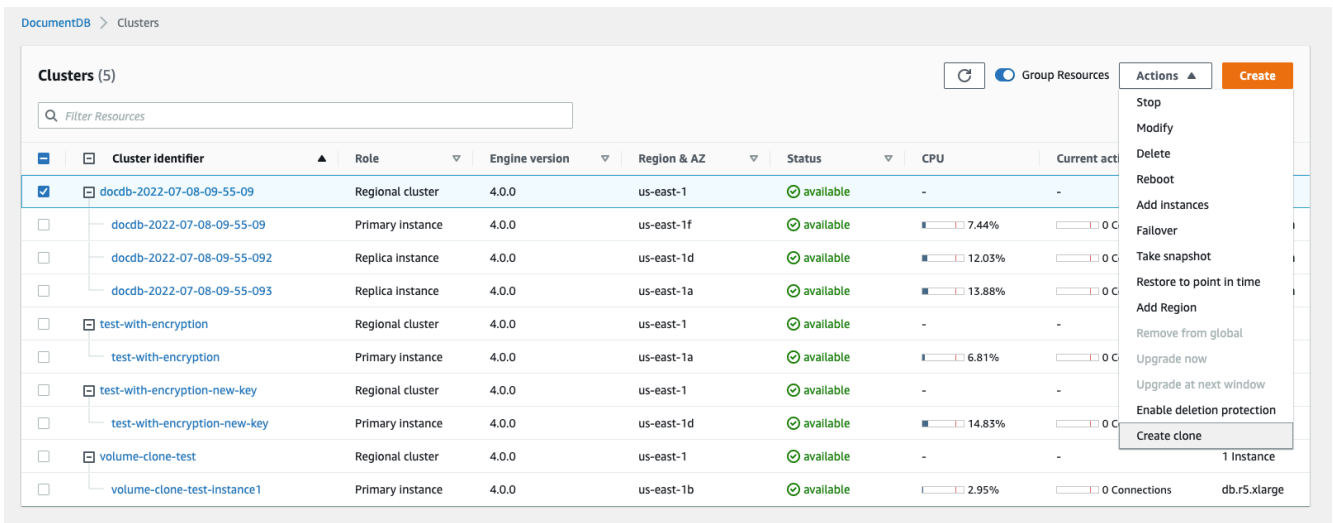 DocumentDB > Clusters
Clusters (5)
Group Resources
Actions
Create
Filter Resources
Stop
Modify
Delete
Reboot
Add instances
Failover
Take snapshot
Restore to point in time
Add Region
Remove from global
Upgrade now
Upgrade at next window
Enable deletion protection
Create clone
Cluster identifier Role Engine version Region & AZ Status CPU
docdb-2022-07-08-09-55-09 Regional cluster 4.0.0 us-east-1 available - -
docdb-2022-07-08-09-55-09 Primary instance 4.0.0 us-east-1f available 7.44% 0
docdb-2022-07-08-09-55-092 Replica instance 4.0.0 us-east-1d available 12.03% 0
docdb-2022-07-08-09-55-093 Replica instance 4.0.0 us-east-1a available 13.88% 0
test-with-encryption Regional cluster 4.0.0 us-east-1 available - -
test-with-encryption Primary instance 4.0.0 us-east-1a available 6.81% 0
test-with-encryption-new-key Regional cluster 4.0.0 us-east-1 available - -
test-with-encryption-new-key Primary instance 4.0.0 us-east-1d available 14.83% 0
volume-clone-test Regional cluster 4.0.0 us-east-1 available - - 1 Instance
volume-clone-test-instance1 Primary instance 4.0.0 us-east-1b available 2.95% 0 Connections db.r5.xlarge